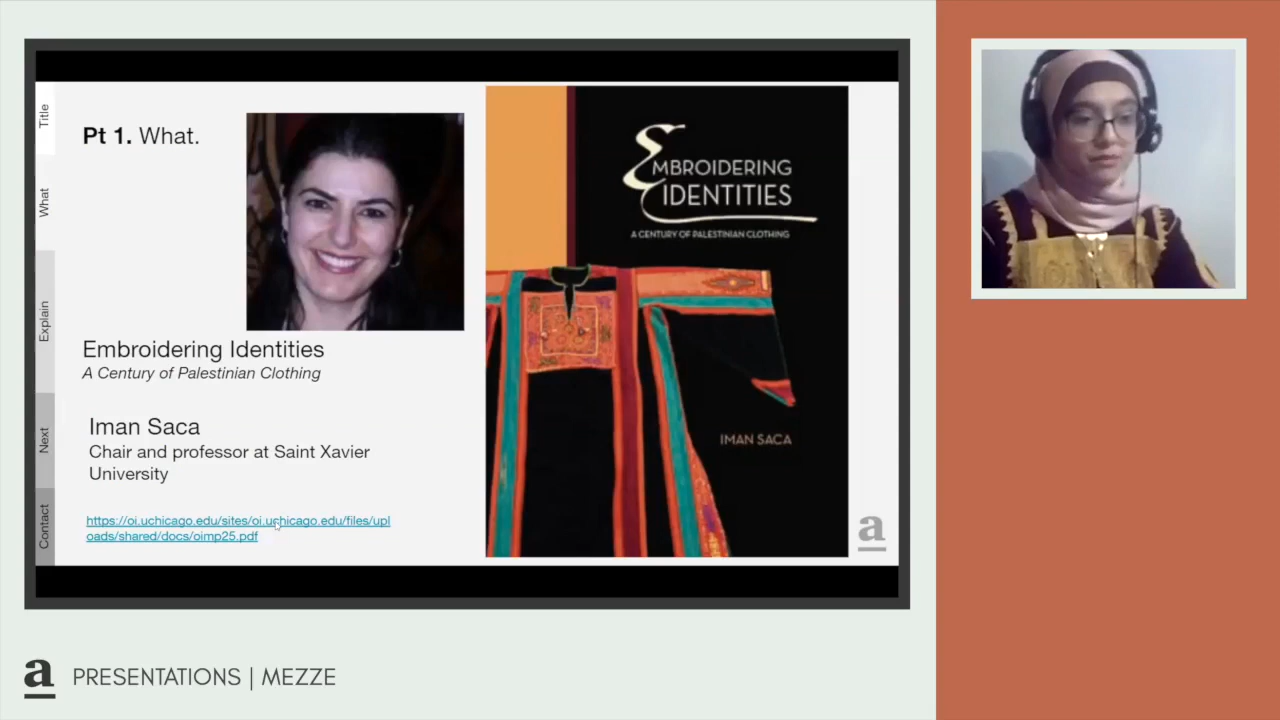 Title
What
Explain
Next
Contact
Pt 1. What.
Embroidering Identities
A Century of Palestinian Clothing
Iman Saca
Chair and professor at Saint Xavier
University
https://oi.uchicago.edu/sites/oi.uchicago.edu/files/upl
oads/shared/docs/oimp25.pdf
EMBROIDERING
IDENTITIES
A CENTURY OF PALESTINIAN CLOTHING
IMAN SACA
a
a PRESENTATIONS | MEZZE